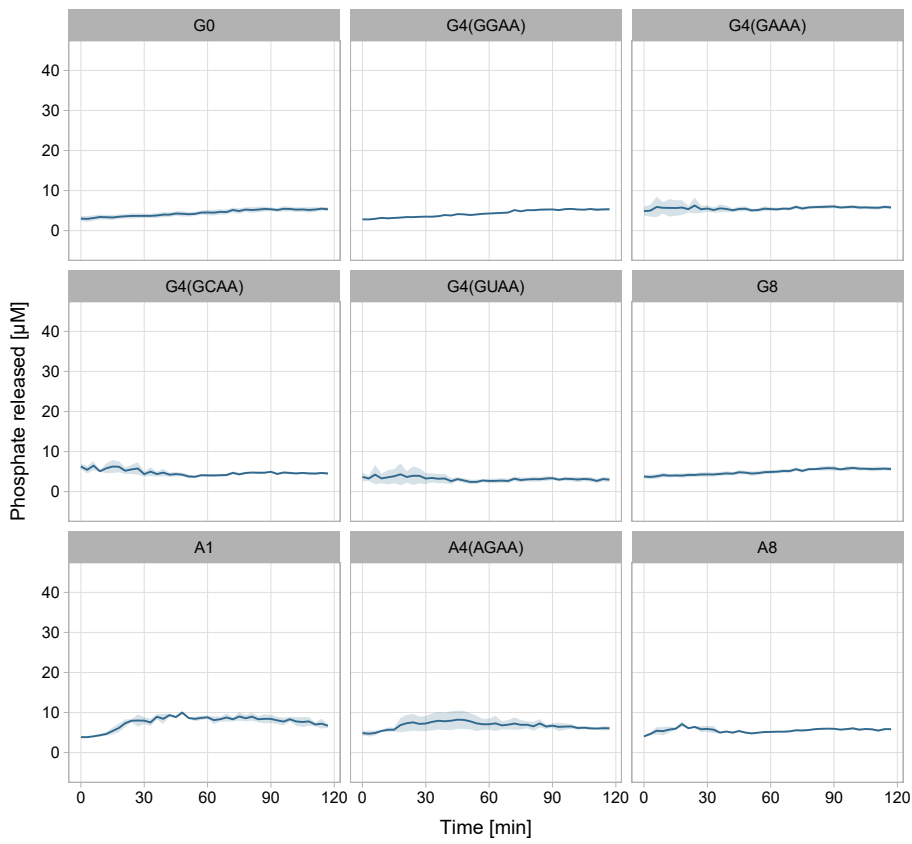 G0 G4(GGAA) G4(GAAA)
40
30
20
10
0
G4(GCAA) G4(GUAA) G8
40
30
20
10
0
Phosphate released [µM]
A1 A4(AGAA) A8
40
30
20
10
0
0 30 60 90 120 0 30 60 90 120 0 30 60 90 120
Time [min]